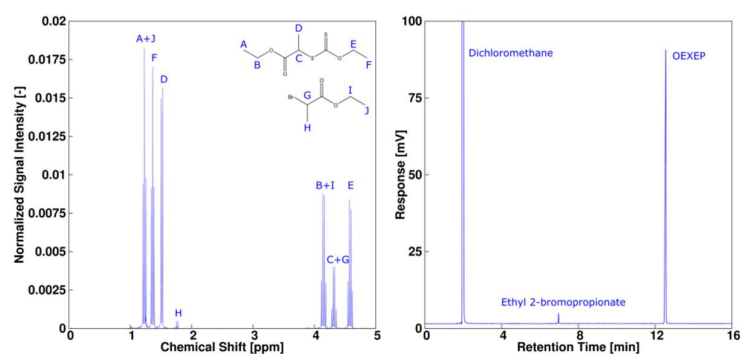 0.02
0.0175
0.015
0.0125
0.01
0.0075
0.005
0.0025
0
0 1 2 3 4 5
Normalized Signal Intensity [-]
Chemical Shift [ppm]
A+J
F
D
H
B+I
C+G
E
A
B
O
O
D
C
S
S
O
E
F
Br
G
H
O
O
I
J
100
75
50
25
0
0 4 8 12 16
Response [mV]
Retention Time [min]
Dichloromethane
OEXEP
Ethyl 2-bromopropionate